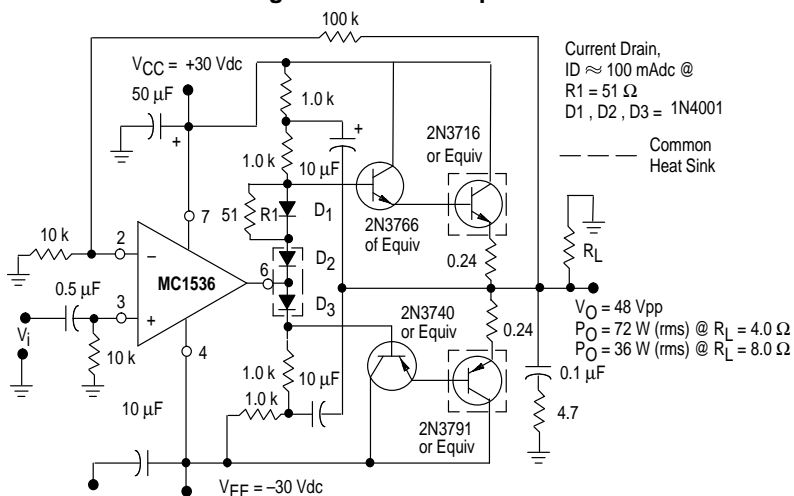 100 k
VCC = +30 Vdc
50 µF
+
1.0 k
+
1.0 k
10 µF
51
R1
D1
D2
D3
7
10 k
2
−
MC1536
6
0.5 µF
3
+
Vi
10 k
4
10 µF
1.0 k
1.0 k
10 µF
VEE = −30 Vdc
2N3766
of Equiv
2N3716
or Equiv
0.24
2N3740
or Equiv
0.24
2N3791
or Equiv
Current Drain,
ID ≈ 100 mAdc @
R1 = 51 Ω
D1 , D2 , D3 = 1N4001
Common
Heat Sink
RL
VO = 48 Vpp
PO = 72 W (rms) @ RL = 4.0 Ω
PO = 36 W (rms) @ RL = 8.0 Ω
0.1 µF
4.7